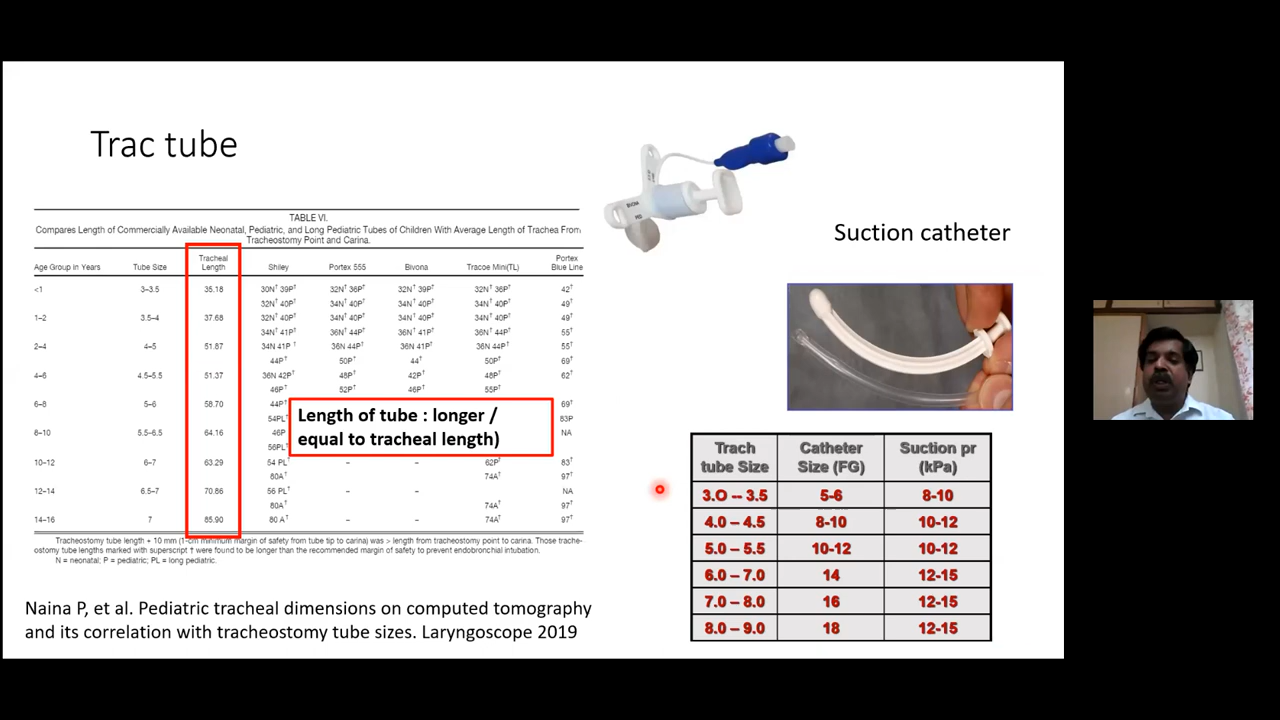 Trac tube
TABLE VI.
Compares Length of Commercially Available Neonatal, Pediatric, and Long Pediatric Tubes of Children With Average Length of Trachea From
Tracheostomy Point and Carina.
Age Group in Years Tube Size Tracheal Length Shiley Portex 555 Bivona Tracoe Mini(TL) Portex Blue Line
<1 3–3.5 35.18 30N† 39P† 32N† 36P† 32N† 39P† 32N† 36P† 42†
32N† 40P† 34N† 40P† 34N† 40P† 34N† 40P† 49†
1–2 3.5–4 37.68 32N† 40P† 34N† 40P† 34N† 40P† 34N† 40P† 49†
34N† 41P† 36N† 44P† 36N† 41P† 36N† 44P† 55†
2–4 4–5 51.87 34N 41P † 36N 44P† 36N 41P† 36N 44P† 55†
44P† 50P† 44† 50P† 69†
4–6 4.5–5.5 51.37 36N 42P† 48P† 42P† 48P† 62†
46P† 52P† 46P† 55P†
6–8 5–6 58.70 44P† 69†
54PL† 83P
8–10 5.5–6.5 64.16 46P NA
56PL†
10–12 6–7 63.29 54 PL† – – 62P† 83†
80A† 74A† 97†
12–14 6.5–7 70.86 56 PL† – – NA
80A† 74A† 97†
14–16 7 85.90 80 A† – – 74A† 97†
Length of tube : longer /
equal to tracheal length)
Tracheostomy tube length + 10 mm (1-cm minimum margin of safety from tube tip to carina) was > length from tracheostomy point to carina. Those trache-
ostomy tube lengths marked with superscript † were found to be longer than the recommended margin of safety to prevent endobronchial intubation.
N = neonatal; P = pediatric; PL = long pediatric.
Naina P, et al. Pediatric tracheal dimensions on computed tomography
and its correlation with tracheostomy tube sizes. Laryngoscope 2019
BIVONA
Suction catheter
Trach Catheter Suction pr
tube Size Size (FG) (kPa)
3.O – 3.5 5-6 8-10
4.0 – 4.5 8-10 10-12
5.0 – 5.5 10-12 10-12
6.0 – 7.0 14 12-15
7.0 – 8.0 16 12-15
8.0 – 9.0 18 12-15